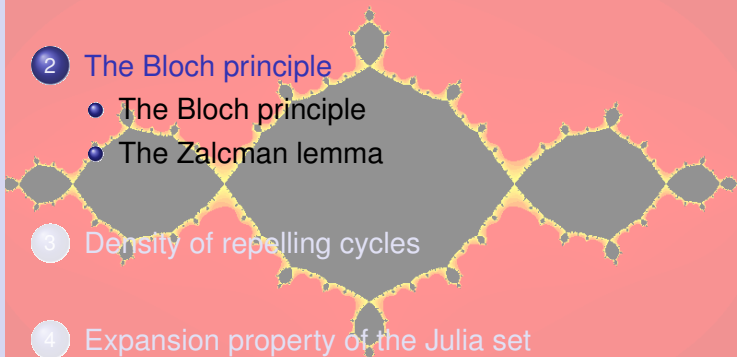 2 The Bloch principle
The Bloch principle
The Zalcman lemma
3 Density of repelling cycles
4 Expansion property of the Julia set